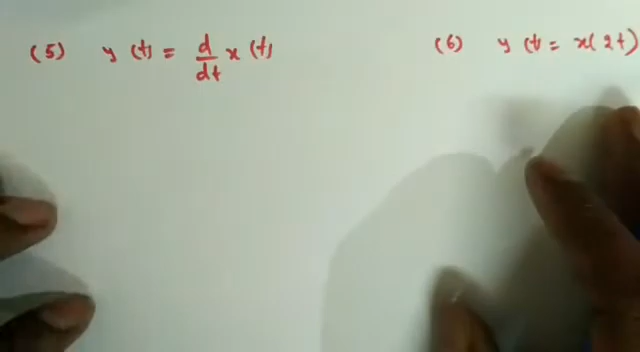 (5) y(t) = d/dt x(t)
(6) y(t) = x(2t)